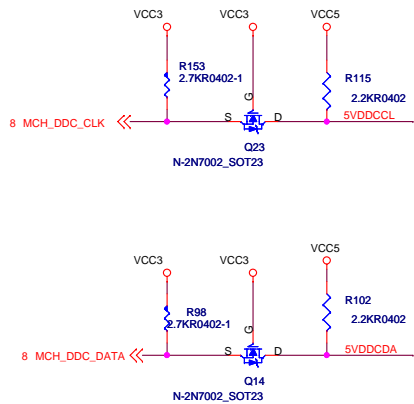 VCC3 VCC3 VCC5
R153
2.7KR0402-1
R115
2.2KR0402
G
8 MCH_DDC_CLK S D 5VDDCCL
Q23
N-2N7002_SOT23
VCC3 VCC3 VCC5
R98
2.7KR0402-1
R102
2.2KR0402
G
8 MCH_DDC_DATA S D 5VDDCDA
Q14
N-2N7002_SOT23